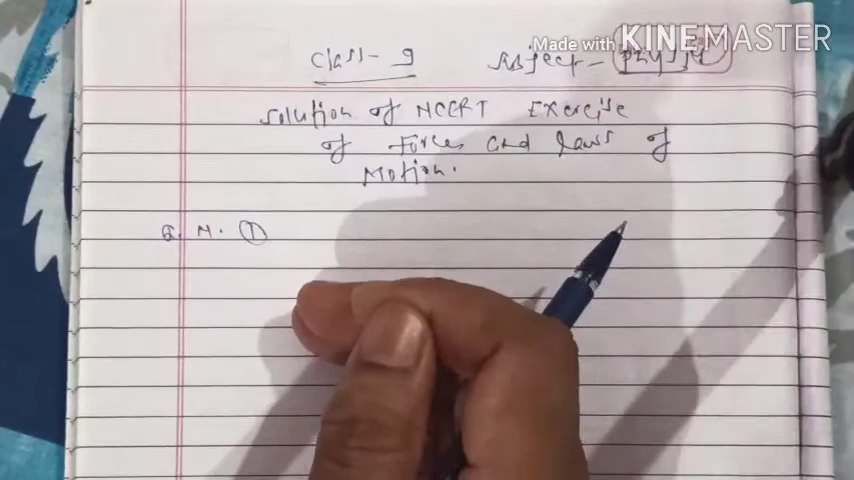 Made with KINEMASTER
Class - 9 Subject - Physics
Solution of NCERT Exercise
of Forces and laws of
Motion.
Q. N. 1